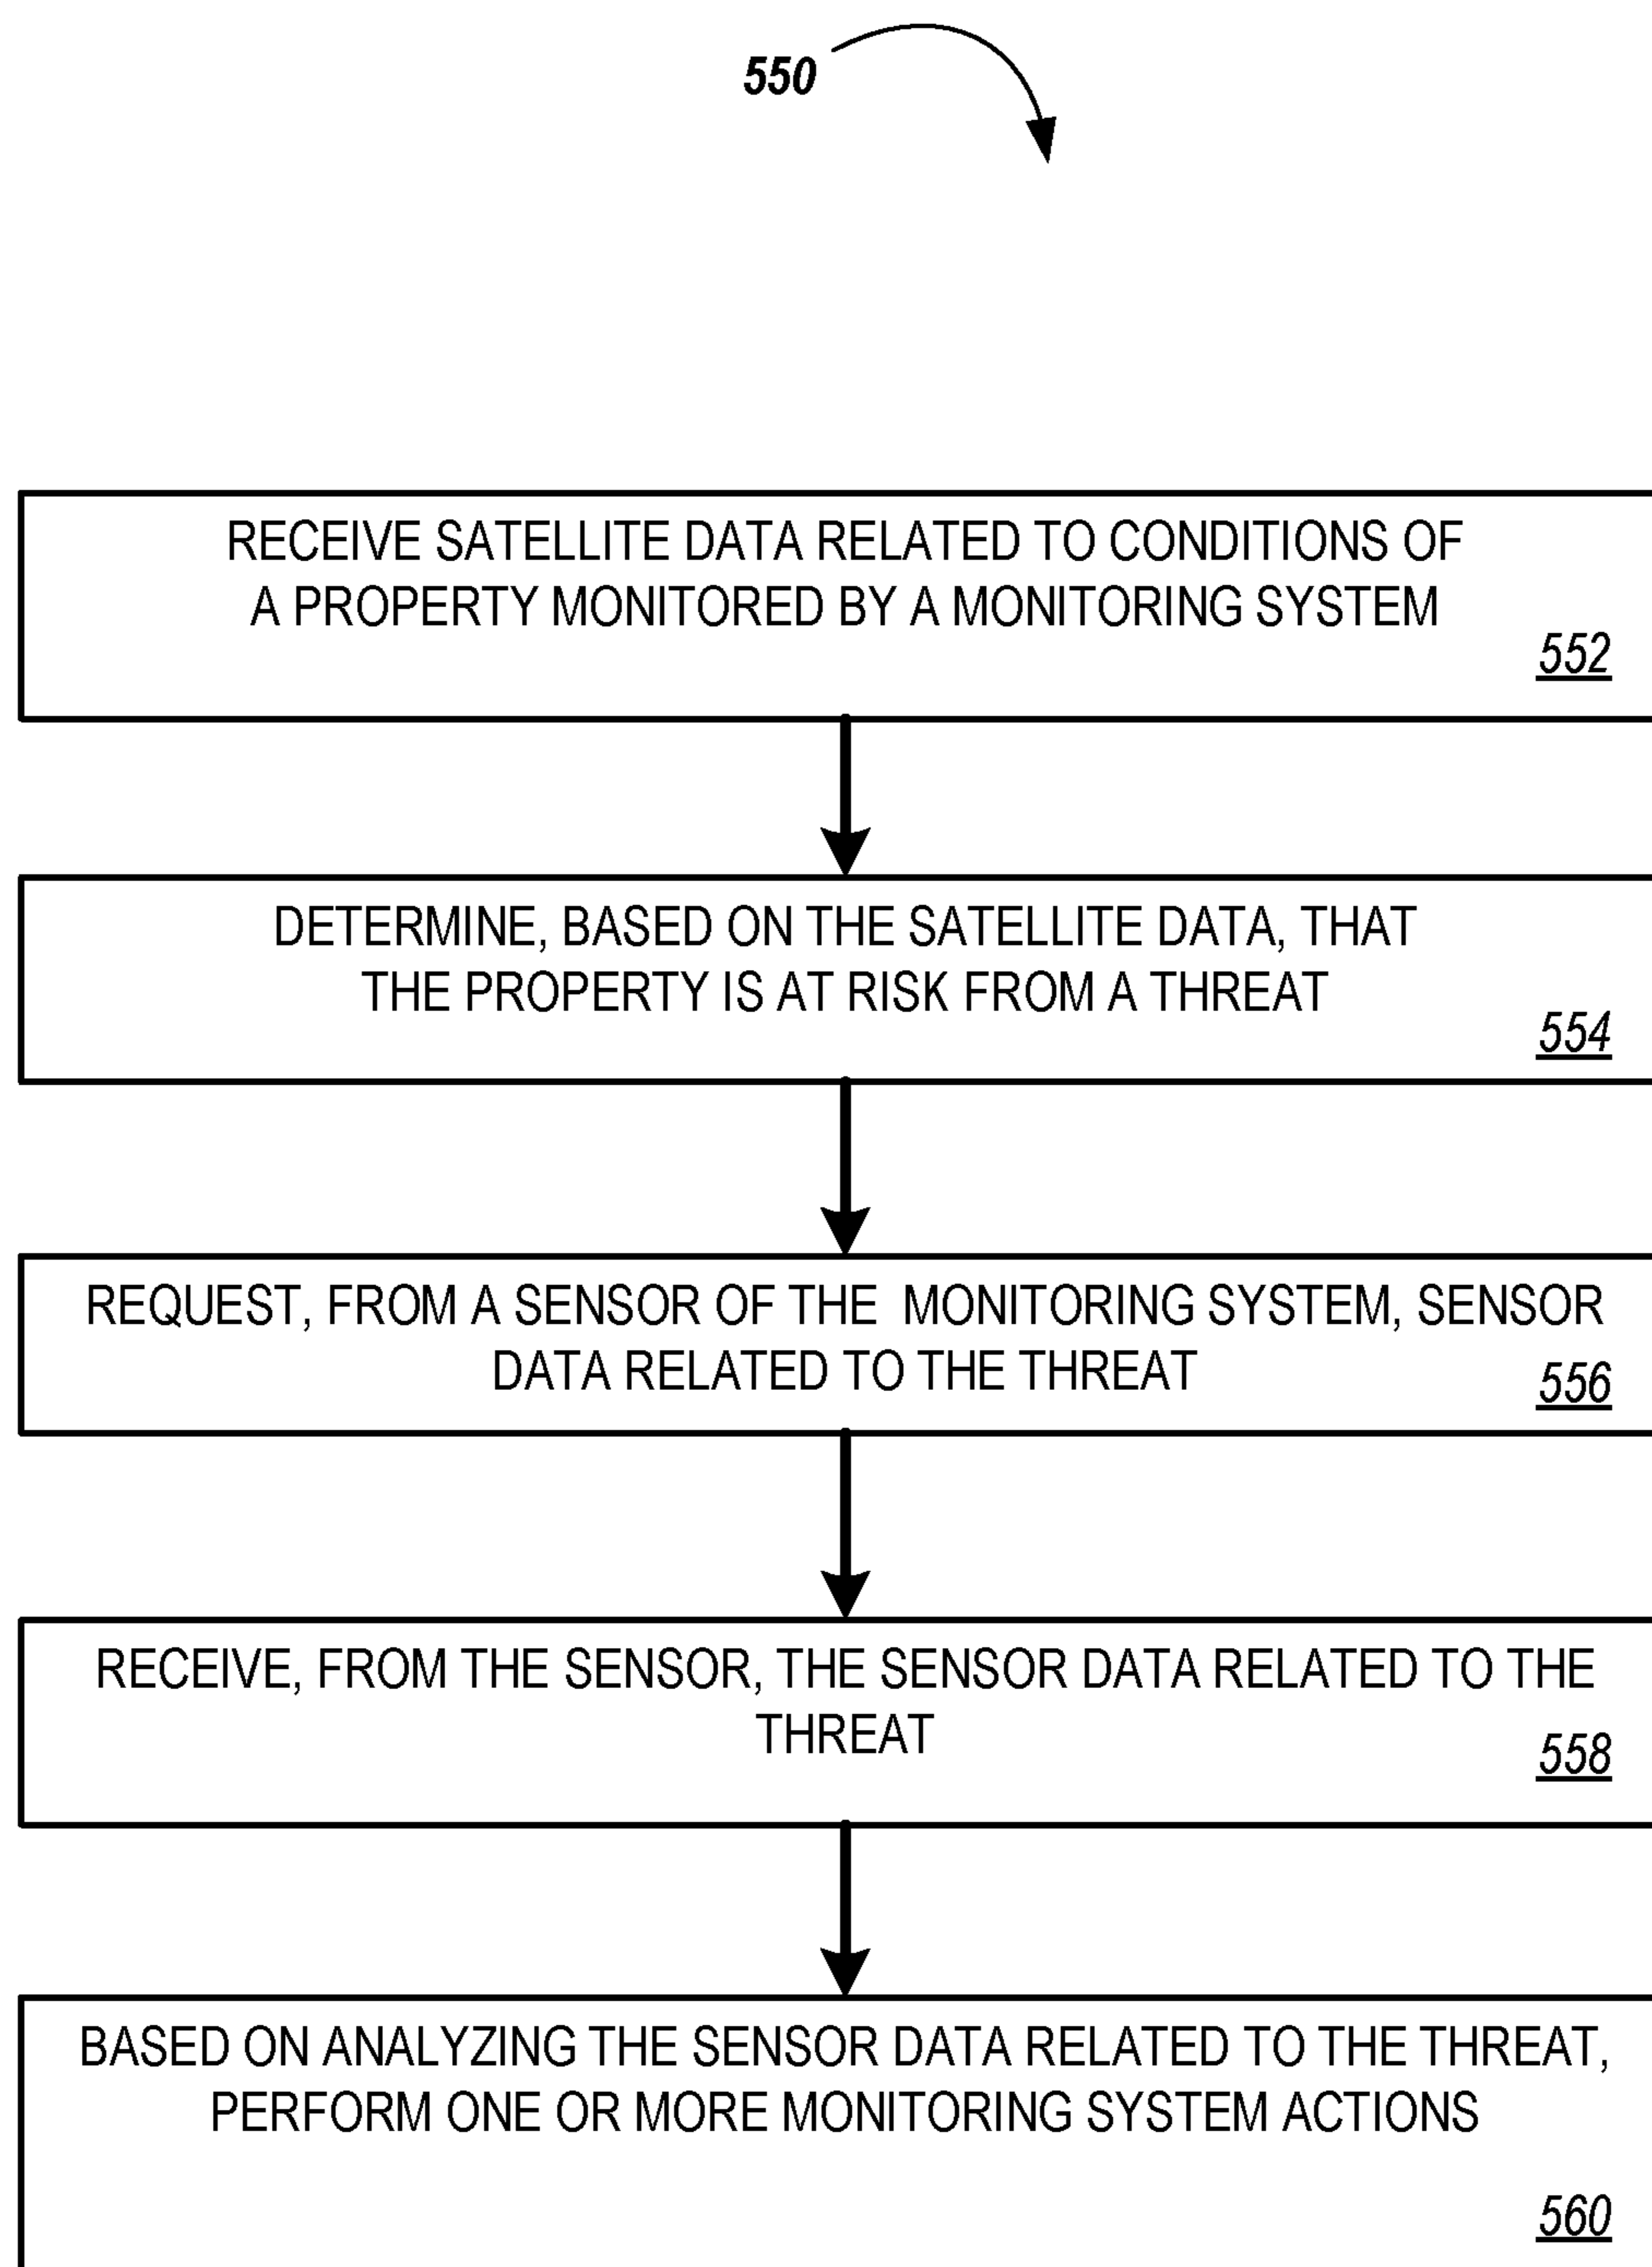 550
RECEIVE SATELLITE DATA RELATED TO CONDITIONS OF
A PROPERTY MONITORED BY A MONITORING SYSTEM
552
DETERMINE, BASED ON THE SATELLITE DATA, THAT
THE PROPERTY IS AT RISK FROM A THREAT
554
REQUEST, FROM A SENSOR OF THE MONITORING SYSTEM, SENSOR
DATA RELATED TO THE THREAT
556
RECEIVE, FROM THE SENSOR, THE SENSOR DATA RELATED TO THE
THREAT
558
BASED ON ANALYZING THE SENSOR DATA RELATED TO THE THREAT,
PERFORM ONE OR MORE MONITORING SYSTEM ACTIONS
560